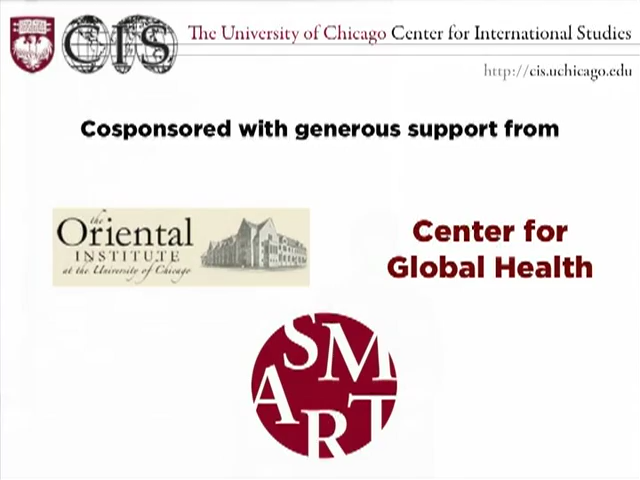 CIS
The University of Chicago Center for International Studies
http://cis.uchicago.edu
Cosponsored with generous support from
the
Oriental
INSTITUTE
at the University of Chicago
Center for
Global Health
SM
ART